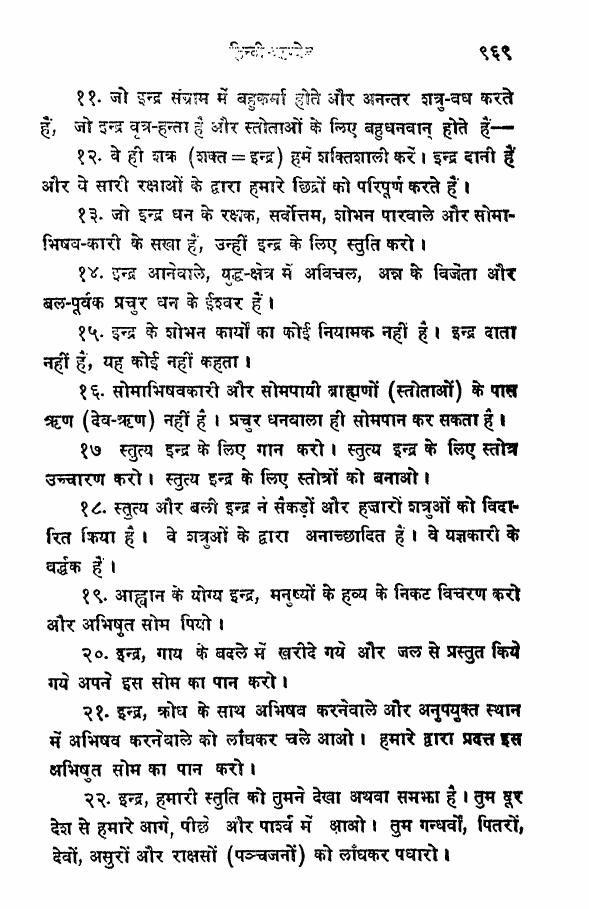 हिन्दी-ऋग्वेद ९६९
११. जो इन्द्र संग्राम में बहुकर्मा होते और अनन्तर शत्रु-वध करते
हैं, जो इन्द्र वृत्र-हन्ता हैं और स्तोताओं के लिए बहुधनवान् होते हैं—
१२. वे ही शक्र (शक्त=इन्द्र) हमें शक्तिशाली करें। इन्द्र दानी हैं
और वे सारी रक्षाओं के द्वारा हमारे छिद्रों को परिपूर्ण करते हैं।
१३. जो इन्द्र धन के रक्षक, सर्वोत्तम, शोभन पारवाले और सोमा-
भिषव-कारी के सखा हैं, उन्हीं इन्द्र के लिए स्तुति करो।
१४. इन्द्र आनेवाले, युद्ध-क्षेत्र में अविचल, अन्न के विजेता और
बल-पूर्वक प्रचुर धन के ईश्वर हैं।
१५. इन्द्र के शोभन कार्यों का कोई नियामक नहीं है। इन्द्र दाता
नहीं हैं, यह कोई नहीं कहता।
१६. सोमाभिषवकारी और सोमपायी ब्राह्मणों (स्तोताओं) के पास
ऋण (देव-ऋण) नहीं है। प्रचुर धनवाला ही सोमपान कर सकता है।
१७ स्तुत्य इन्द्र के लिए गान करो। स्तुत्य इन्द्र के लिए स्तोत्र
उच्चारण करो। स्तुत्य इन्द्र के लिए स्तोत्रों को बनाओ।
१८. स्तुत्य और बली इन्द्र ने सैकड़ों और हजारों शत्रुओं को विदा-
रित किया है। वे शत्रुओं के द्वारा अनाच्छादित हैं। वे यज्ञकारी के
वर्द्धक हैं।
१९. आह्वान के योग्य इन्द्र, मनुष्यों के हव्य के निकट विचरण करो
और अभिषुत सोम पियो।
२०. इन्द्र, गाय के बदले में खरीदे गये और जल से प्रस्तुत किये
गये अपने इस सोम का पान करो।
२१. इन्द्र, क्रोध के साथ अभिषव करनेवाले और अनुपयुक्त स्थान
में अभिषव करनेवाले को लाँघकर चले आओ। हमारे द्वारा प्रदत्त इस
अभिषुत सोम का पान करो।
२२. इन्द्र, हमारी स्तुति को तुमने देखा अथवा समझा है। तुम दूर
देश से हमारे आगे, पीछे और पार्श्व में आओ। तुम गन्धर्वों, पितरों,
देवों, असुरों और राक्षसों (पञ्चजनों) को लाँघकर पधारो।